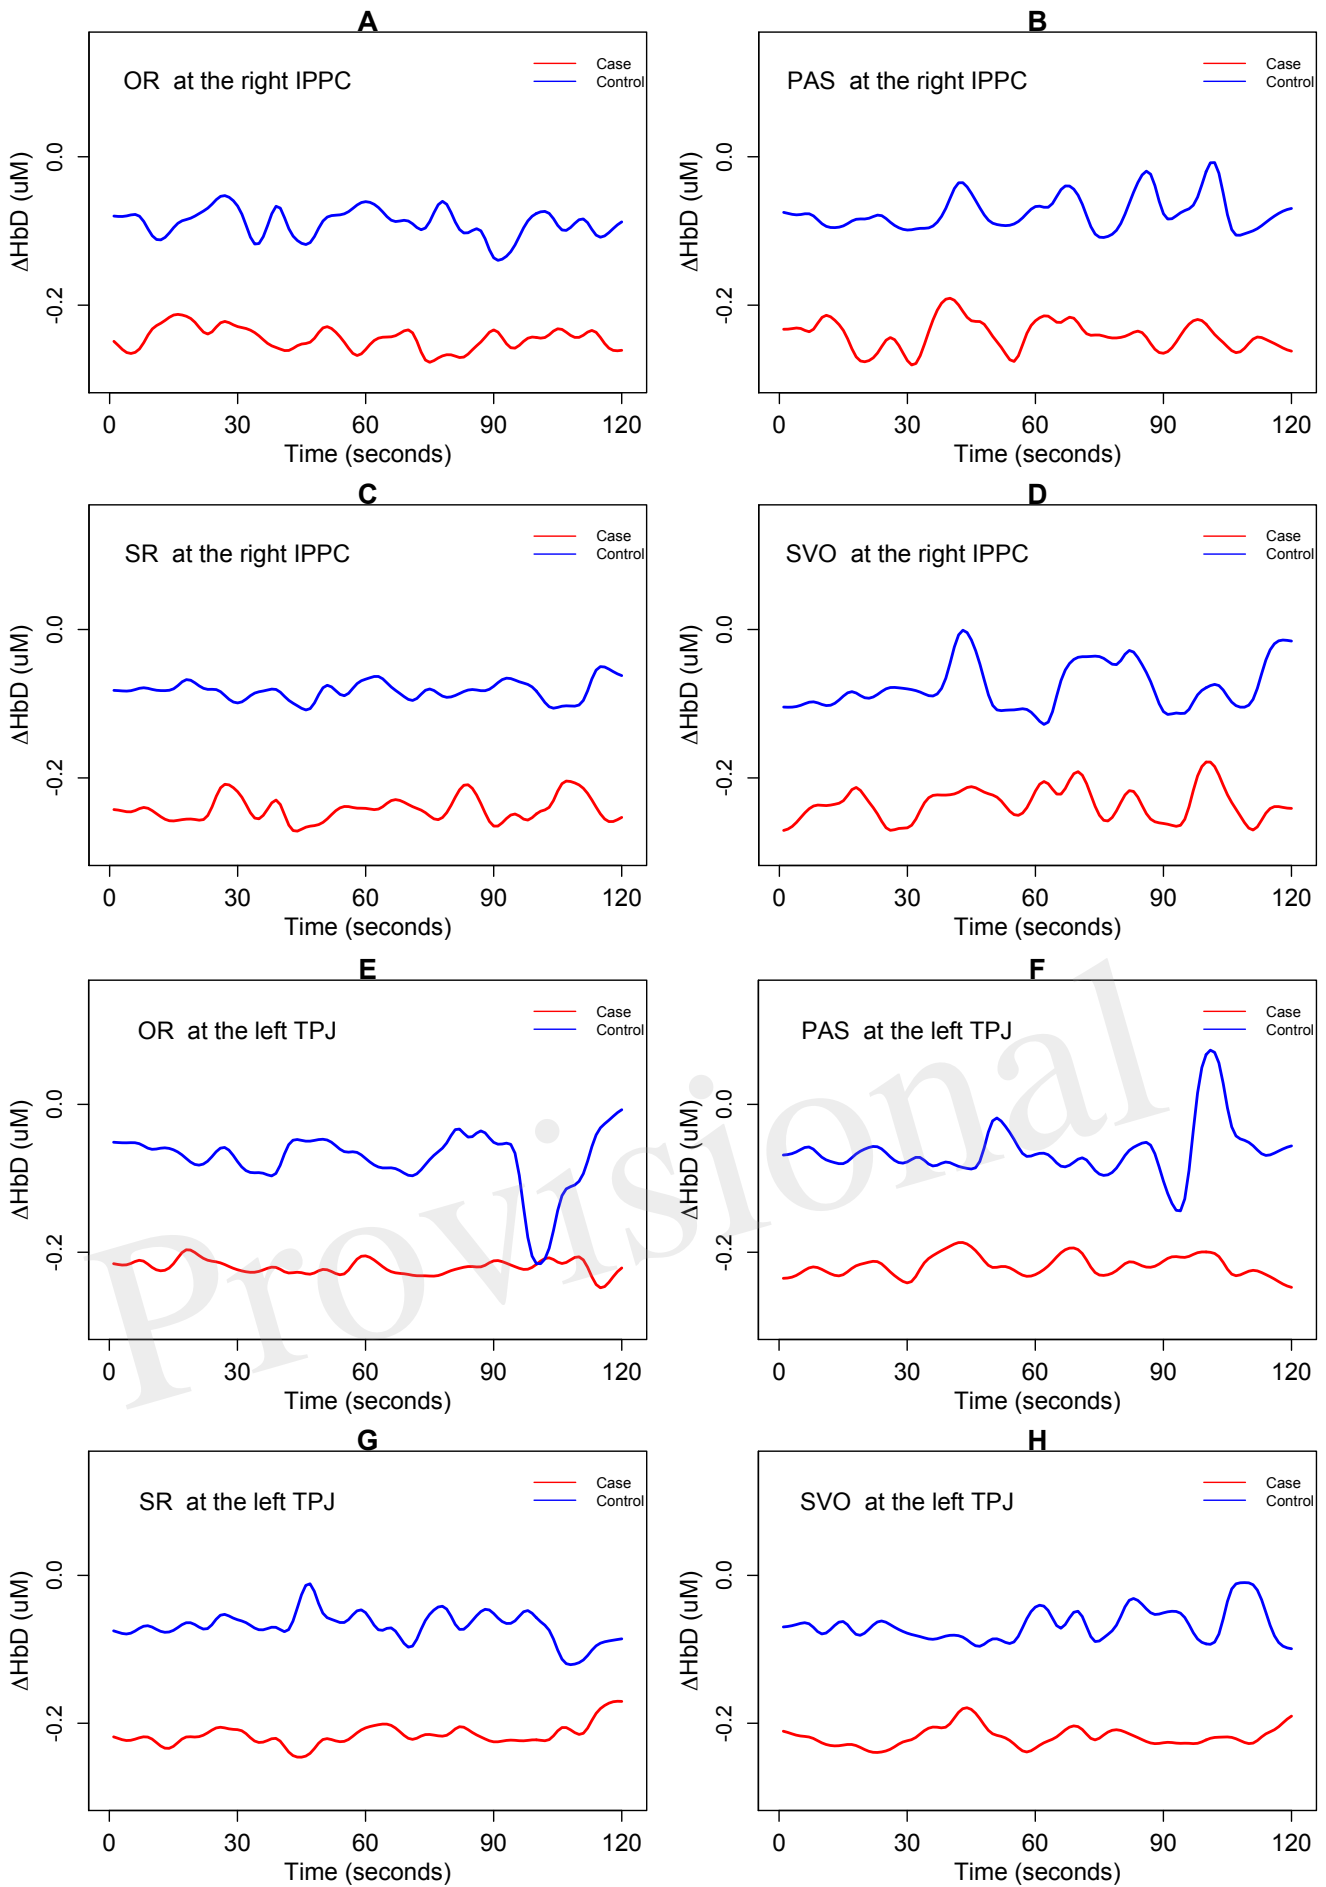 A
OR  at the right IPPC
Case
Control
ΔHbD (uM)
0.0
-0.2
0 30 60 90 120
Time (seconds)
B
PAS  at the right IPPC
Case
Control
ΔHbD (uM)
0.0
-0.2
0 30 60 90 120
Time (seconds)
C
SR  at the right IPPC
Case
Control
ΔHbD (uM)
0.0
-0.2
0 30 60 90 120
Time (seconds)
D
SVO  at the right IPPC
Case
Control
ΔHbD (uM)
0.0
-0.2
0 30 60 90 120
Time (seconds)
E
OR  at the left TPJ
Case
Control
ΔHbD (uM)
0.0
-0.2
0 30 60 90 120
Time (seconds)
F
PAS  at the left TPJ
Case
Control
ΔHbD (uM)
0.0
-0.2
0 30 60 90 120
Time (seconds)
Provisional
G
SR  at the left TPJ
Case
Control
ΔHbD (uM)
0.0
-0.2
0 30 60 90 120
Time (seconds)
H
SVO  at the left TPJ
Case
Control
ΔHbD (uM)
0.0
-0.2
0 30 60 90 120
Time (seconds)